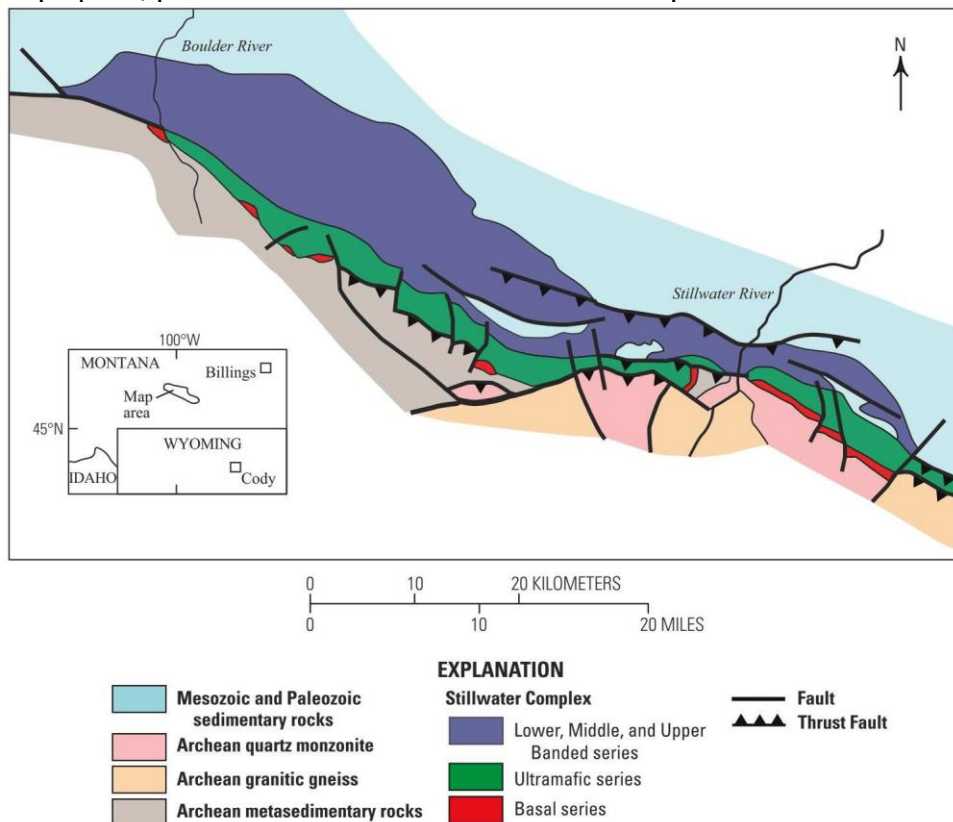 Boulder River
N
Stillwater River
100°W
MONTANA
Billings
Map
area
45°N
WYOMING
IDAHO
Cody
0 10 20 KILOMETERS
0 10 20 MILES
EXPLANATION
Mesozoic and Paleozoic
sedimentary rocks
Archean quartz monzonite
Archean granitic gneiss
Archean metasedimentary rocks
Stillwater Complex
Lower, Middle, and Upper
Banded series
Ultramafic series
Basal series
Fault
Thrust Fault